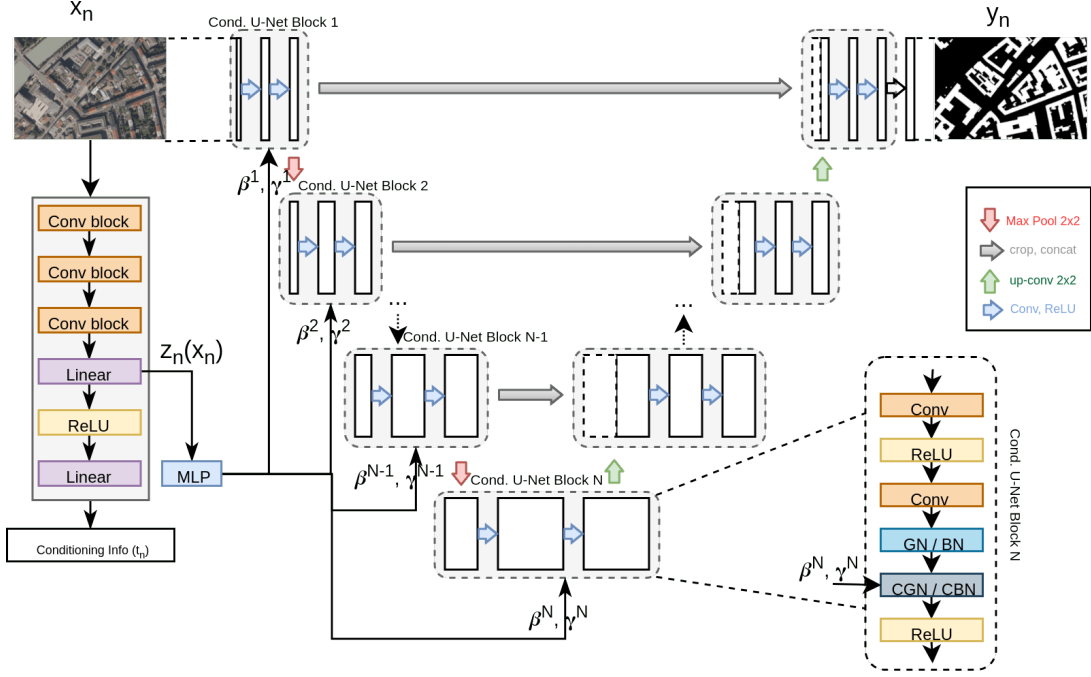 x_n
Cond. U-Net Block 1
y_n
β^1, γ^1
Cond. U-Net Block 2
Max Pool 2x2
crop, concat
up-conv 2x2
Conv, ReLU
Conv block
Conv block
Conv block
Linear
ReLU
Linear
z_n(x_n)
MLP
Conditioning Info (t_n)
...
...
β^2, γ^2
Cond. U-Net Block N-1
β^N-1, γ^N-1
Cond. U-Net Block N
β^N, γ^N
Conv
ReLU
Conv
GN / BN
β^N, γ^N
CGN / CBN
ReLU
Cond. U-Net Block N